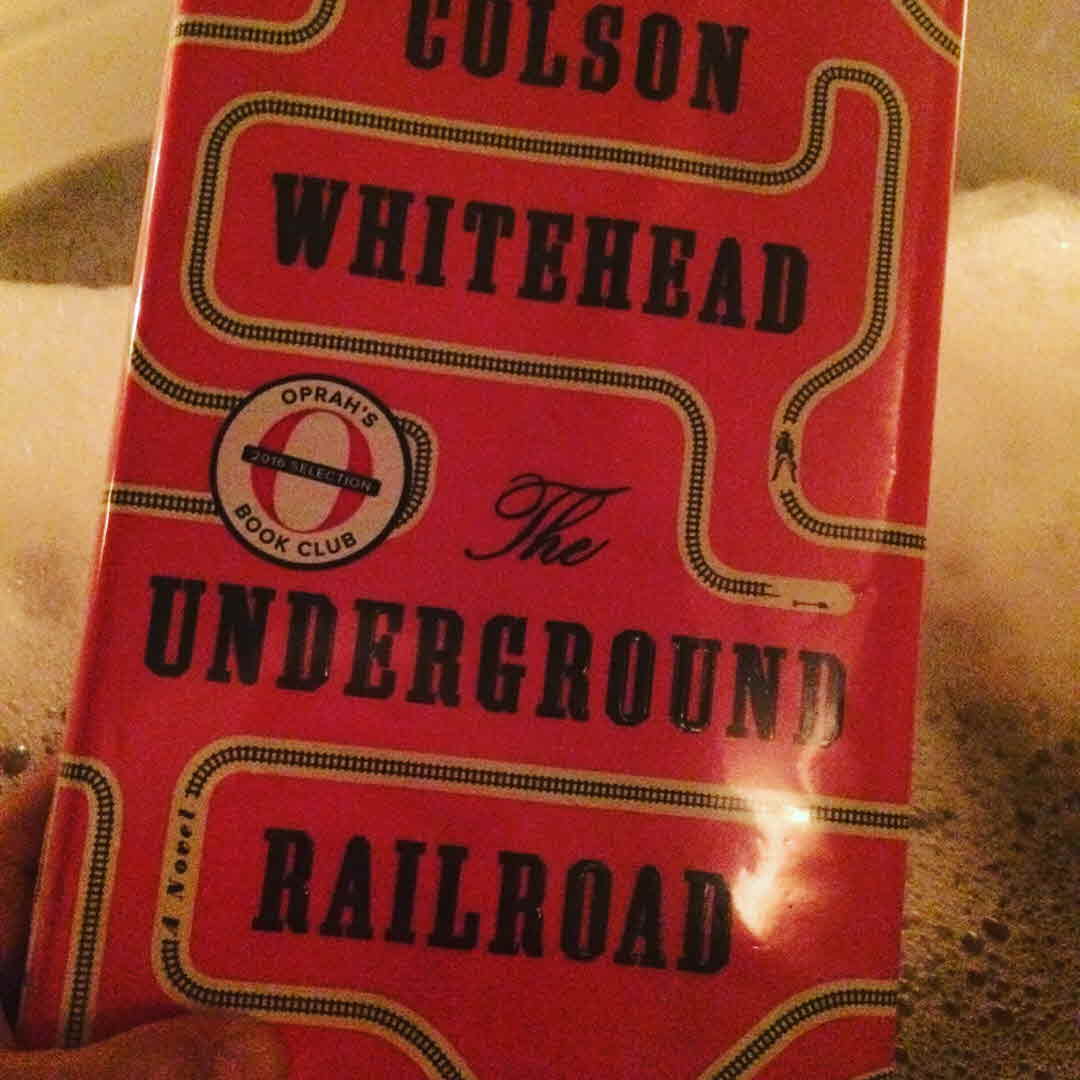 COLSON
WHITEHEAD
OPRAH'S
2016 SELECTION
BOOK CLUB
The
UNDERGROUND
RAILROAD
A Novel